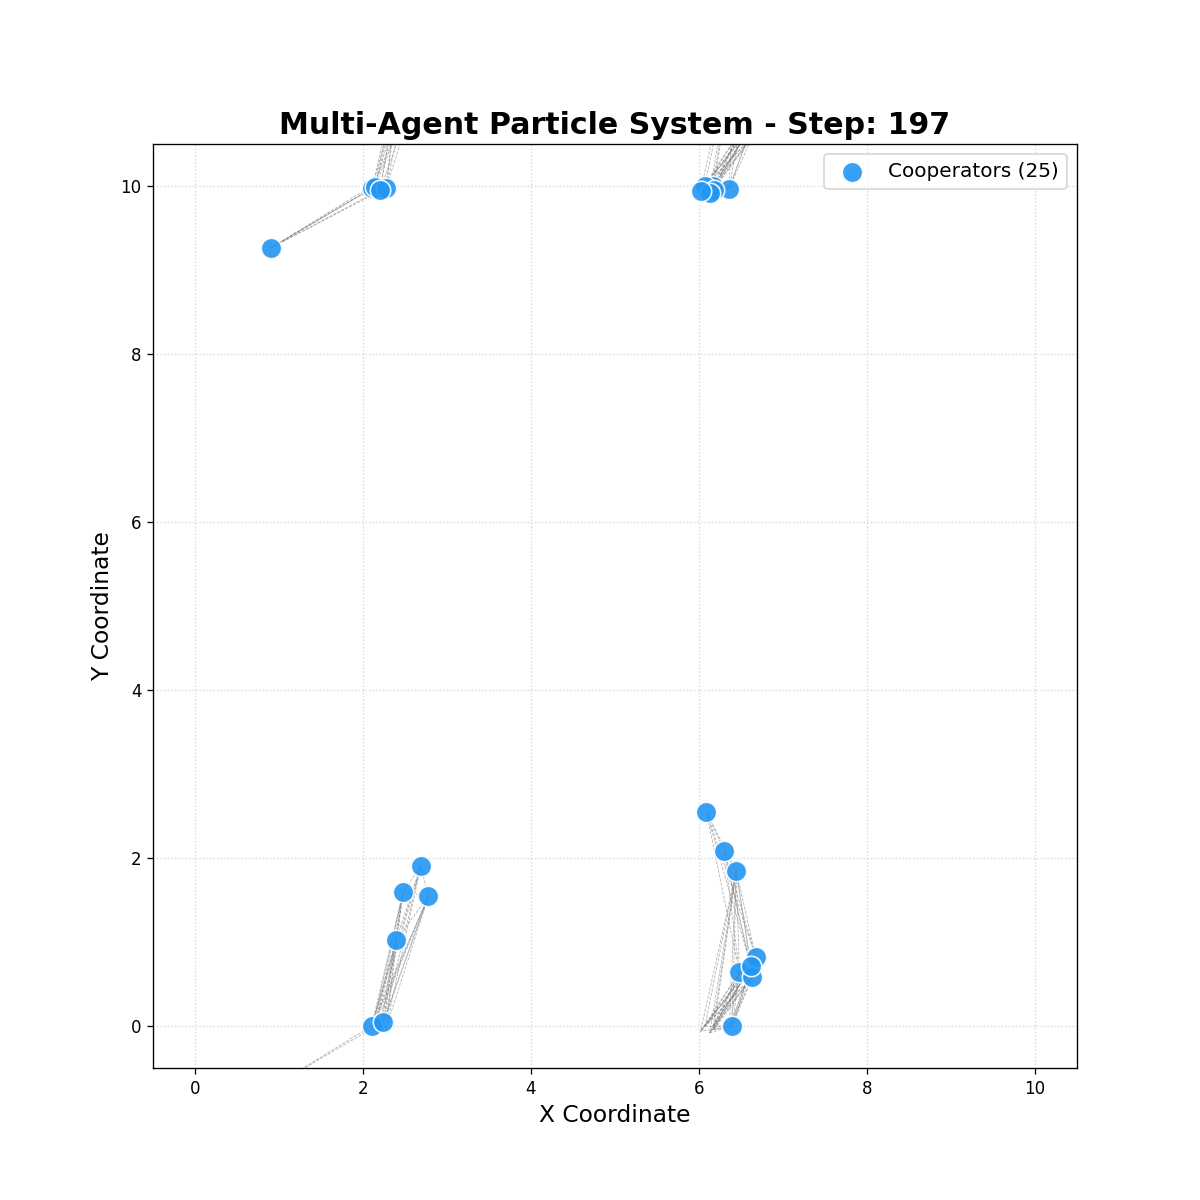 Multi-Agent Particle System - Step: 197
Cooperators (25)
10
8
6
4
2
0
Y Coordinate
0 2 4 6 8 10
X Coordinate